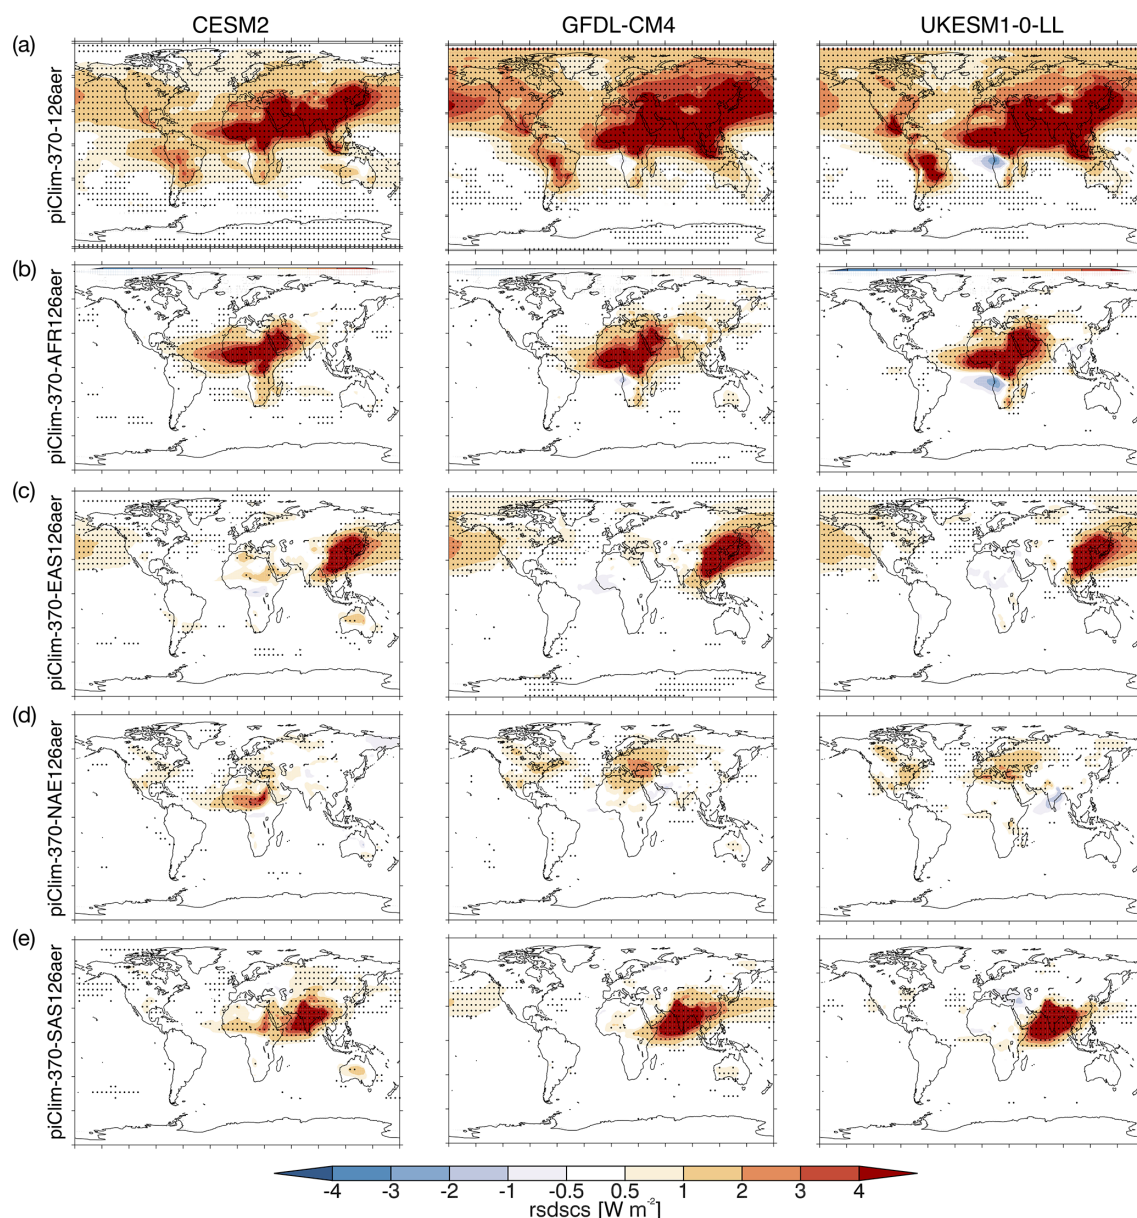 CESM2 GFDL-CM4 UKESM1-0-LL
(a)
piClim-370-126aer
(b)
piClim-370-AFR126aer
(c)
piClim-370-EAS126aer
(d)
piClim-370-NAE126aer
(e)
piClim-370-SAS126aer
-4 -3 -2 -1 -0.5 0.5 1 2 3 4
rsdscs [W m⁻²]